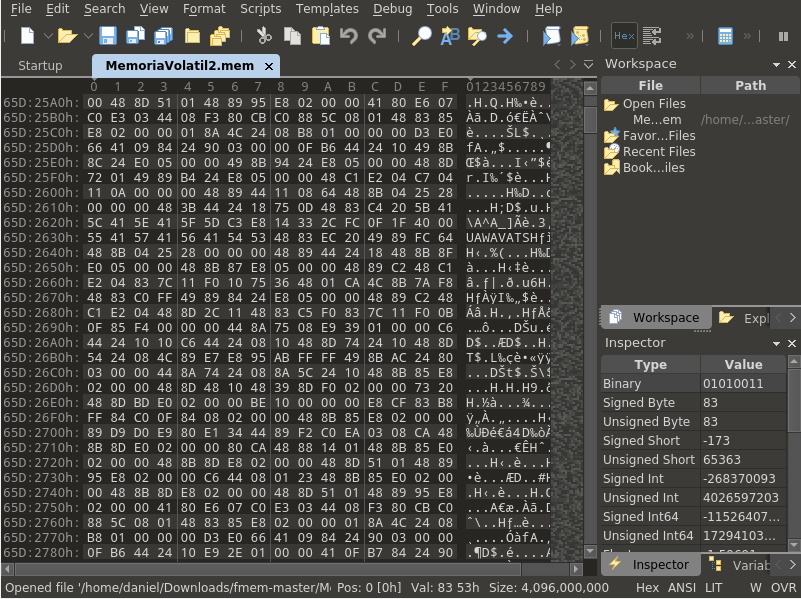 File Edit Search View Format Scripts Templates Debug Tools Window Help
Hex
Startup MemoriaVolatil2.mem ×
0 1 2 3 4 5 6 7 8 9 A B C D E F 0123456789
65D:25A0h: 00 48 8D 51 01 48 89 95 E8 02 00 00 41 80 E6 07
65D:25B0h: C0 E3 03 44 08 F3 80 CB C0 88 5C 08 01 48 83 85
65D:25C0h: E8 02 00 00 01 8A 4C 24 08 B8 01 00 00 00 D3 E0
65D:25D0h: 66 41 09 84 24 90 03 00 00 0F B6 44 24 10 49 8B
65D:25E0h: 8C 24 E0 05 00 00 49 8B 94 24 E8 05 00 00 48 8D
65D:25F0h: 72 01 49 89 B4 24 E8 05 00 00 48 C1 E2 04 C7 04
65D:2600h: 11 0A 00 00 00 48 89 44 11 08 64 48 8B 04 25 28
65D:2610h: 00 00 00 48 3B 44 24 18 75 0D 48 83 C4 20 5B 41
65D:2620h: 5C 41 5E 41 5F 5D C3 E8 14 33 2C FC 0F 1F 40 00
65D:2630h: 55 41 57 41 56 41 54 53 48 83 EC 20 49 89 FC 64
65D:2640h: 48 8B 04 25 28 00 00 00 48 89 44 24 18 48 8B 8F
65D:2650h: E0 05 00 00 48 8B 87 E8 05 00 00 48 89 C2 48 C1
65D:2660h: E2 04 83 7C 11 F0 10 75 36 48 01 CA 4C 8B 7A F8
65D:2670h: 48 83 C0 FF 49 89 84 24 E8 05 00 00 48 89 C2 48
65D:2680h: C1 E2 04 48 8D 2C 11 48 83 C5 F0 83 7C 11 F0 0B
65D:2690h: 0F 85 F4 00 00 00 44 8A 75 08 E9 39 01 00 00 C6
65D:26A0h: 44 24 10 10 C6 44 24 08 10 48 8D 74 24 10 48 8D
65D:26B0h: 54 24 08 4C 89 E7 E8 95 AB FF FF 49 8B AC 24 80
65D:26C0h: 03 00 00 44 8A 74 24 08 8A 5C 24 10 48 8B 85 E8
65D:26D0h: 02 00 00 48 8D 48 10 48 39 8D F0 02 00 00 73 20
65D:26E0h: 48 8D BD E0 02 00 00 BE 10 00 00 00 E8 CF 83 B8
65D:26F0h: FF 84 C0 0F 84 08 02 00 00 48 8B 85 E8 02 00 00
65D:2700h: 89 D9 D0 E9 80 E1 34 44 89 F2 C0 EA 03 08 CA 48
65D:2710h: 8B 8D E0 02 00 00 80 CA 48 88 14 01 48 8B 85 E0
65D:2720h: 02 00 00 48 8B 8D E8 02 00 00 48 8D 51 01 48 89
65D:2730h: 95 E8 02 00 00 C6 44 08 01 23 48 8B 85 E0 02 00
65D:2740h: 00 48 8B 8D E8 02 00 00 48 8D 51 01 48 89 95 E8
65D:2750h: 02 00 00 41 80 E6 07 C0 E3 03 44 08 F3 80 CB C0
65D:2760h: 88 5C 08 01 48 83 85 E8 02 00 00 01 8A 4C 24 08
65D:2770h: B8 01 00 00 00 D3 E0 66 41 09 84 24 90 03 00 00
65D:2780h: 0F B6 44 24 10 E9 2E 01 00 00 41 0F B7 84 24 90
Workspace
File Path
Open Files
Me...em /home/...aster/
Favor...Files
Recent Files
Book...iles
Workspace Expl
Inspector
Type Value
Binary 01010011
Signed Byte 83
Unsigned Byte 83
Signed Short -173
Unsigned Short 65363
Signed Int -268370093
Unsigned Int 4026597203
Signed Int64 -11526407...
Unsigned Int64 17294103...
Inspector Variab
Opened file '/home/daniel/Downloads/fmem-master/M Pos: 0 [0h] Val: 83 53h Size: 4,096,000,000 Hex ANSI LIT W OVR